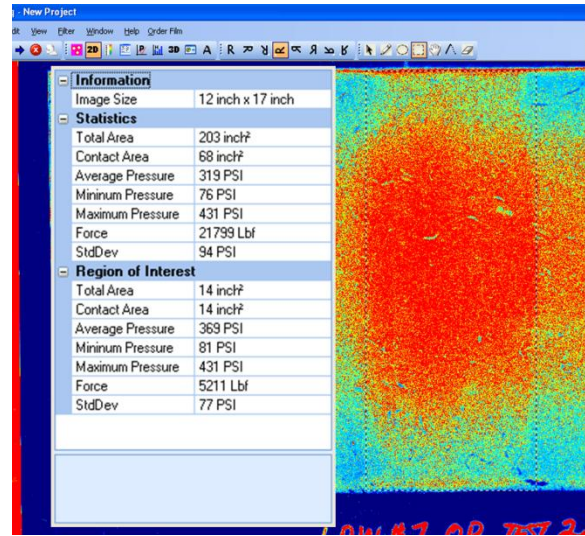 - New Project
dit View Filter Window Help Order Film
2D P 3D A R R R R R R R R
Information
Image Size 12 inch x 17 inch
Statistics
Total Area 203 inch²
Contact Area 68 inch²
Average Pressure 319 PSI
Mininum Pressure 76 PSI
Maximum Pressure 431 PSI
Force 21799 Lbf
StdDev 94 PSI
Region of Interest
Total Area 14 inch²
Contact Area 14 inch²
Average Pressure 369 PSI
Mininum Pressure 81 PSI
Maximum Pressure 431 PSI
Force 5211 Lbf
StdDev 77 PSI